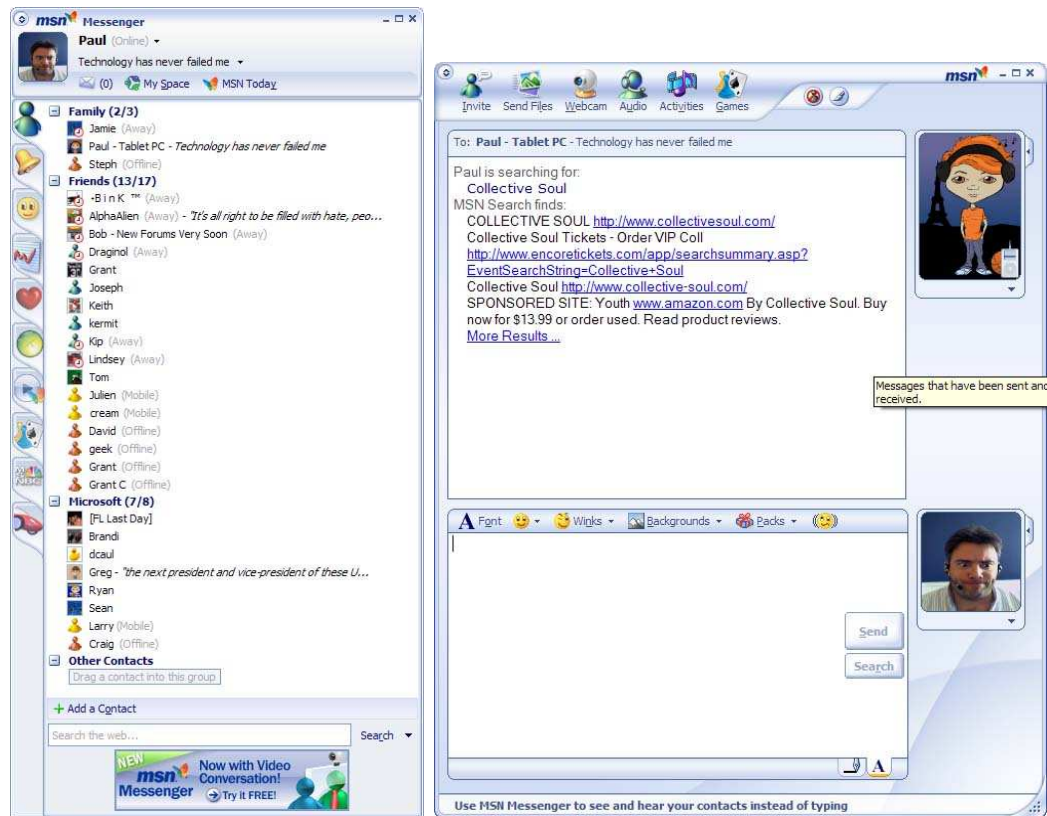 msn Messenger
Paul (Online)
Technology has never failed me
(0) My Space MSN Today
Family (2/3)
Jamie (Away)
Paul - Tablet PC - Technology has never failed me
Steph (Offline)
Friends (13/17)
·B i n K ™ (Away)
AlphaAlien (Away) - "It's all right to be filled with hate, peo...
Bob - New Forums Very Soon (Away)
Draginol (Away)
Grant
Joseph
Keith
kermit
Kip (Away)
Lindsey (Away)
Tom
Julien (Mobile)
cream (Mobile)
David (Offline)
geek (Offline)
Grant (Offline)
Grant C (Offline)
Microsoft (7/8)
[FL Last Day]
Brandi
dcaul
Greg - "the next president and vice-president of these U...
Ryan
Sean
Larry (Mobile)
Craig (Offline)
Other Contacts
Drag a contact into this group
+ Add a Contact
Search the web...
Search
NEW
msn Messenger
Now with Video
Conversation!
Try it FREE!
msn
Invite Send Files Webcam Audio Activities Games
To: Paul - Tablet PC - Technology has never failed me
Paul is searching for:
Collective Soul
MSN Search finds:
COLLECTIVE SOUL http://www.collectivesoul.com/
Collective Soul Tickets - Order VIP Coll
http://www.encoretickets.com/app/searchsummary.asp?
EventSearchString=Collective+Soul
Collective Soul http://www.collective-soul.com/
SPONSORED SITE: Youth www.amazon.com By Collective Soul. Buy
now for $13.99 or order used. Read product reviews.
More Results ...
Messages that have been sent and
received.
A Font Winks Backgrounds Packs
Send
Search
A
Use MSN Messenger to see and hear your contacts instead of typing